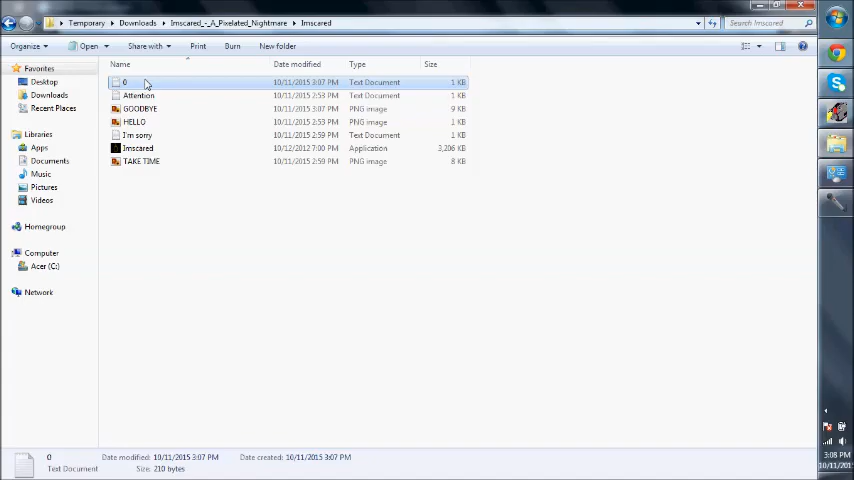 Temporary Downloads Imscared_-_A_Pixelated_Nightmare Imscared Search Imscared
Organize Open Share with Print Burn New folder
Favorites Name Date modified Type Size
Desktop 0 10/11/2015 3:07 PM Text Document 1 KB
Downloads Attention 10/11/2015 2:53 PM Text Document 1 KB
Recent Places GOODBYE 10/11/2015 3:07 PM PNG image 9 KB
HELLO 10/11/2015 2:53 PM PNG image 1 KB
Libraries I'm sorry 10/11/2015 2:59 PM Text Document 1 KB
Apps Imscared 10/12/2012 7:00 PM Application 3,206 KB
Documents TAKE TIME 10/11/2015 2:59 PM PNG image 8 KB
Music
Pictures
Videos
Homegroup
Computer
Acer (C:)
Network
0 Date modified: 10/11/2015 3:07 PM Date created: 10/11/2015 3:07 PM
Text Document Size: 210 bytes
3:08 PM
10/11/2015